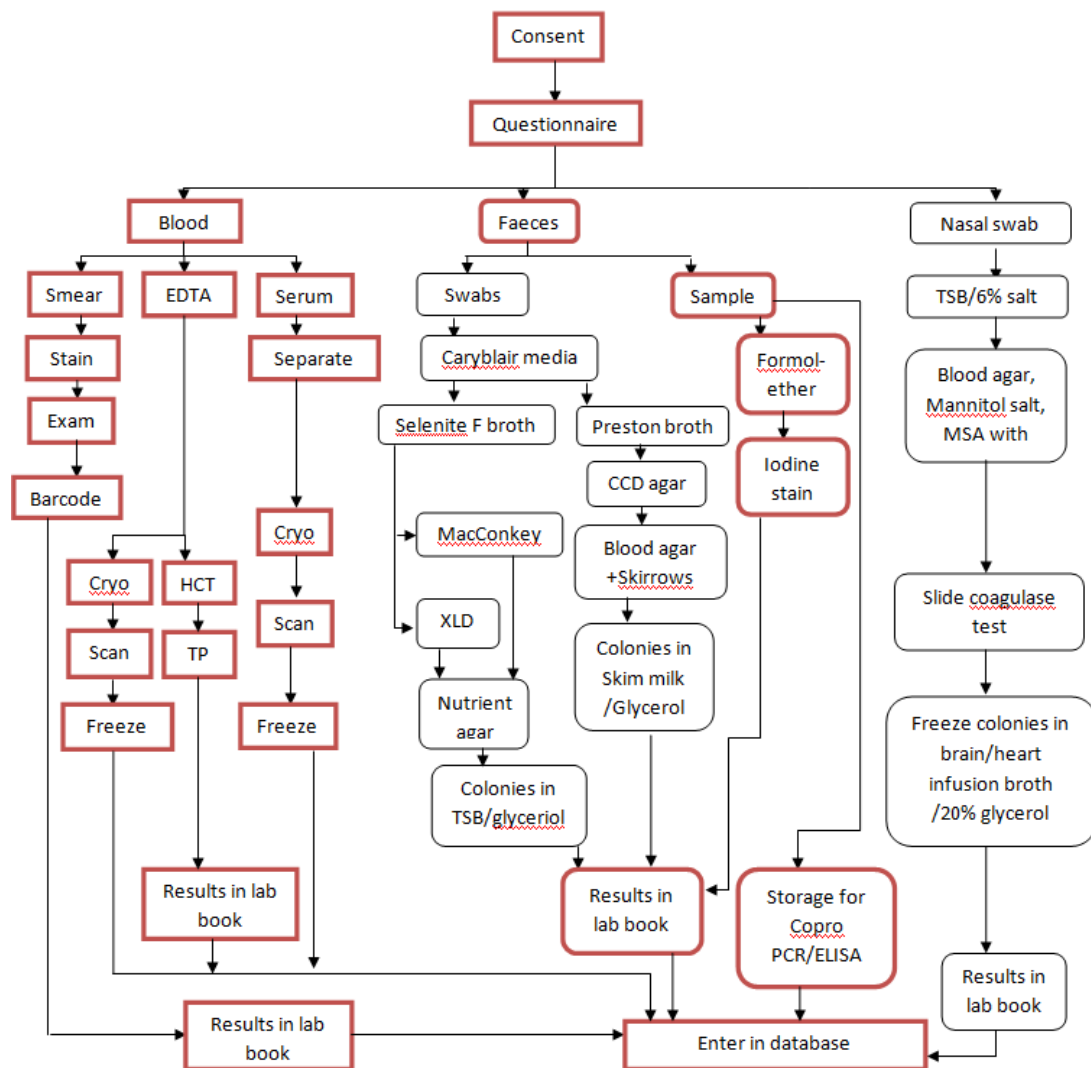 Consent
Questionnaire
Blood
Faeces
Nasal swab
Smear
EDTA
Serum
Swabs
Sample
TSB/6% salt
Stain
Separate
Caryblair media
Formol-
ether
Blood agar,
Mannitol salt,
MSA with
Exam
Selenite F broth
Preston broth
Barcode
CCD agar
Iodine
stain
Cryo
MacConkey
Blood agar
+Skirrows
Cryo
HCT
Scan
XLD
Slide coagulase
test
Scan
TP
Colonies in
Skim milk
/Glycerol
Freeze
Freeze
Nutrient
agar
Freeze colonies in
brain/heart
infusion broth
/20% glycerol
Colonies in
TSB/glyceriol
Results in lab
book
Results in
lab book
Storage for
Copro
PCR/ELISA
Results in
lab book
Results in lab
book
Enter in database